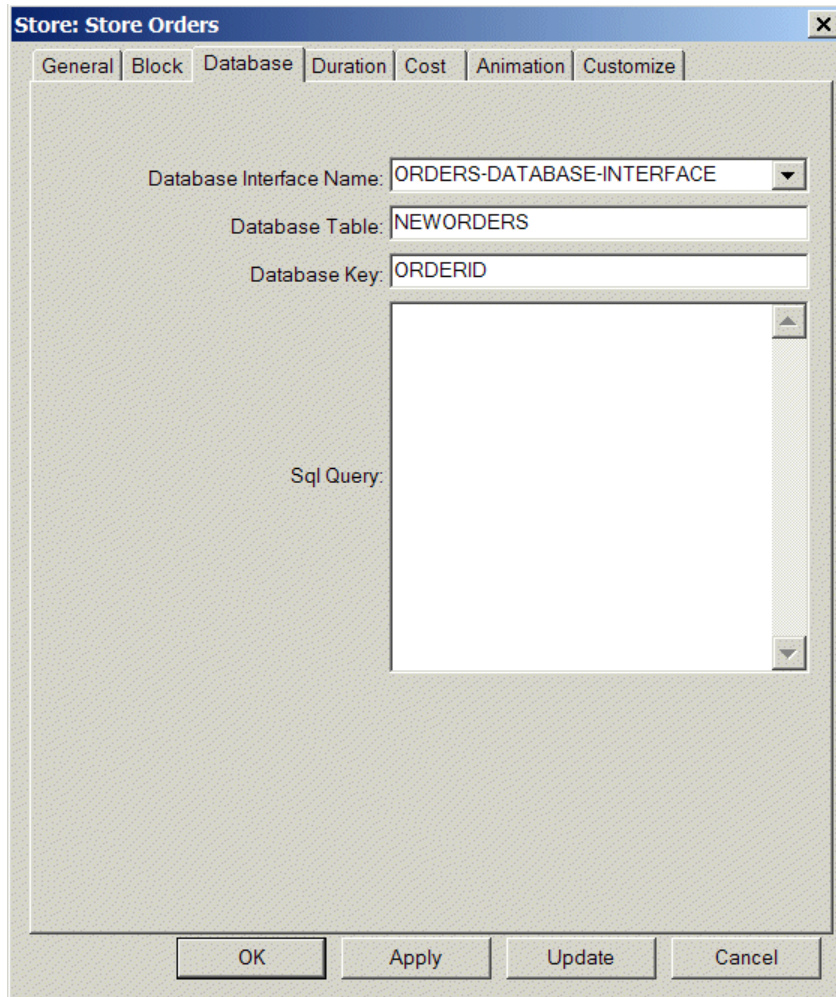 Store: Store Orders
General Block Database Duration Cost Animation Customize
Database Interface Name: ORDERS-DATABASE-INTERFACE
Database Table: NEWORDERS
Database Key: ORDERID
Sql Query:
OK Apply Update Cancel